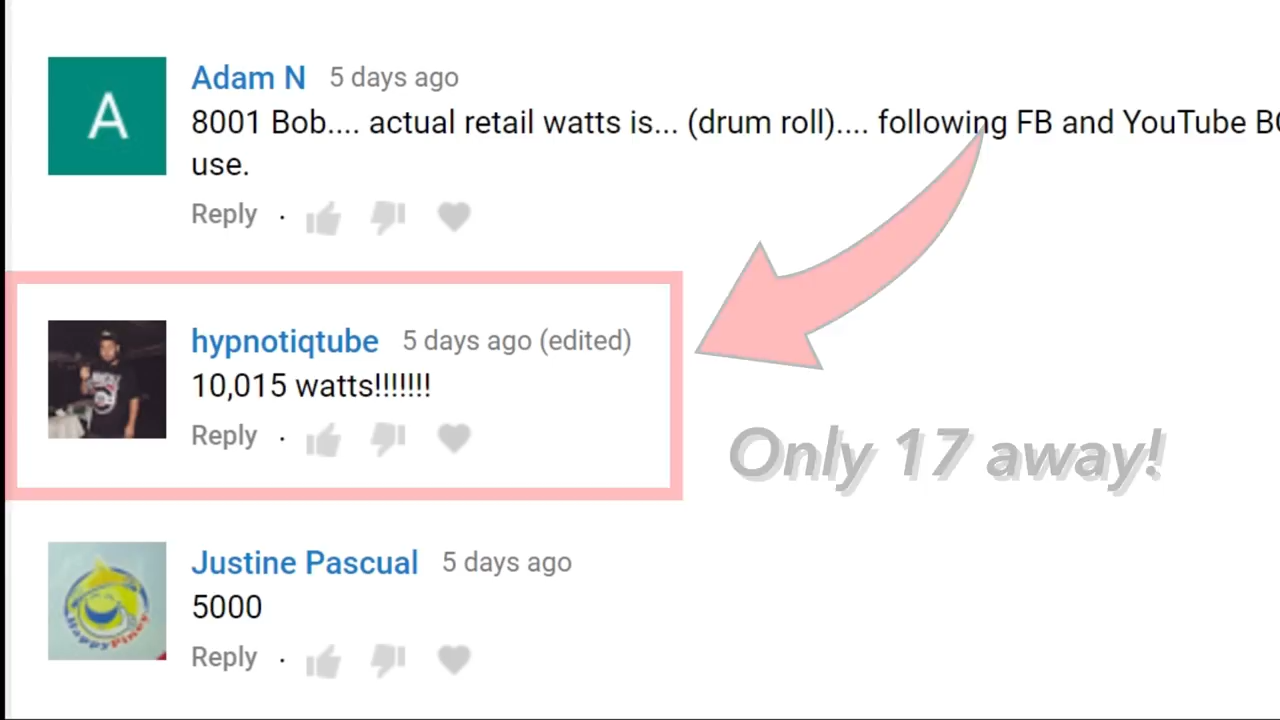 A
Adam N 5 days ago
8001 Bob.... actual retail watts is... (drum roll).... following FB and YouTube
use.
Reply ·
hypnotiqtube 5 days ago (edited)
10,015 watts!!!!!!!
Reply ·
Only 17 away!
Justine Pascual 5 days ago
5000
Reply ·